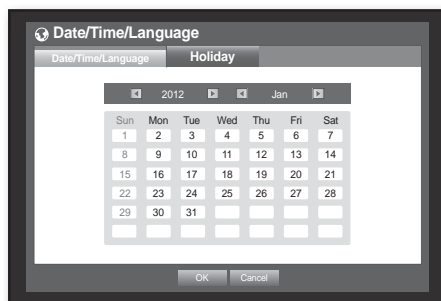 Date/Time/Language
Date/Time/Language Holiday
2012 Jan
Sun Mon Tue Wed Thu Fri Sat
1 2 3 4 5 6 7
8 9 10 11 12 13 14
15 16 17 18 19 20 21
22 23 24 25 26 27 28
29 30 31
OK Cancel